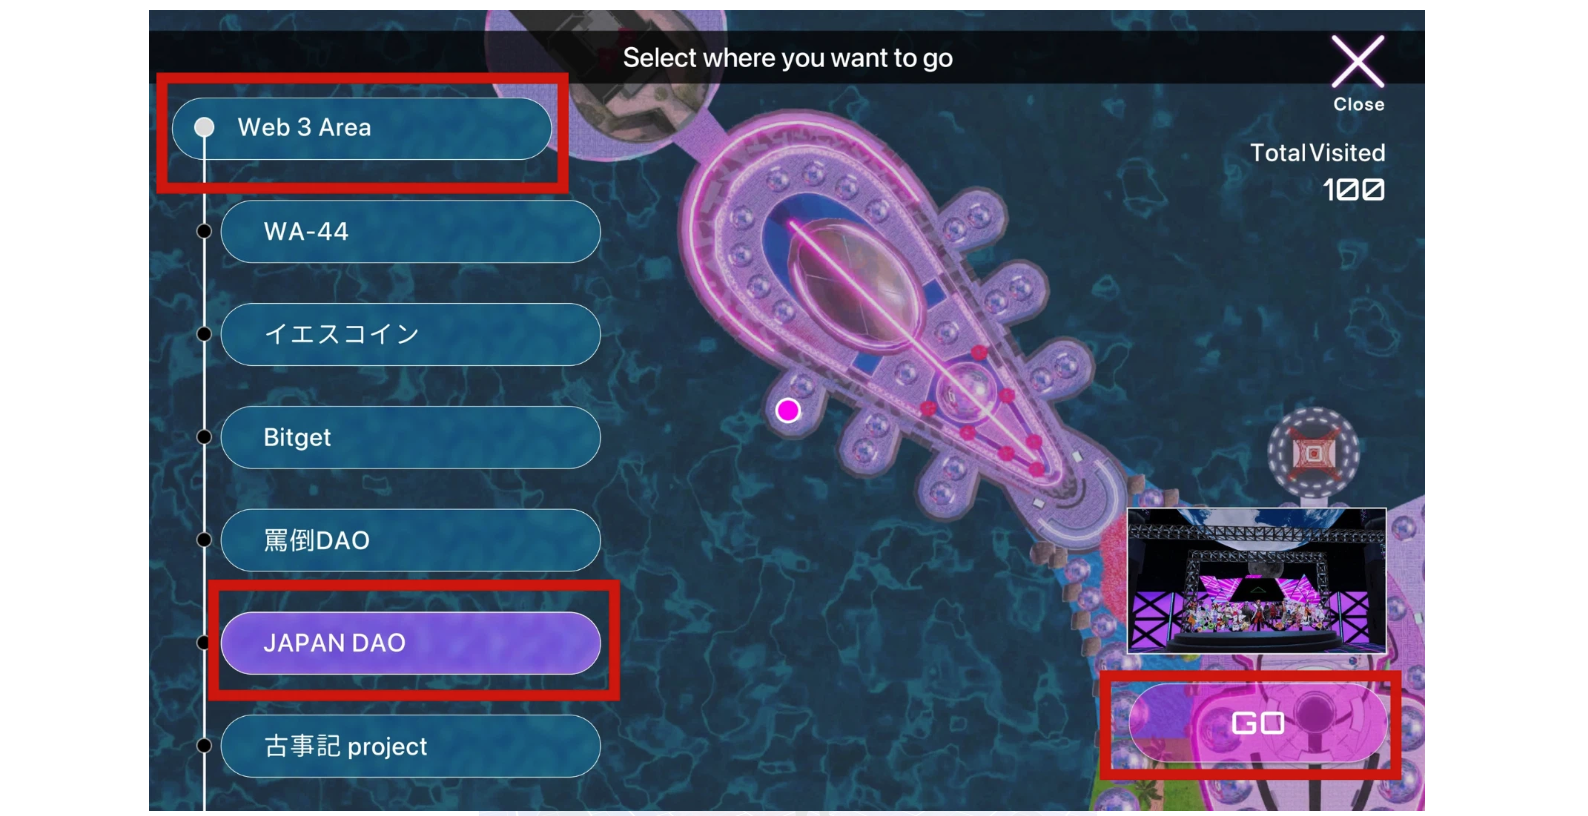 Select where you want to go
Close
Total Visited
100
Web 3 Area
WA-44
イエスコイン
Bitget
罵倒DAO
JAPAN DAO
古事記 project
GO